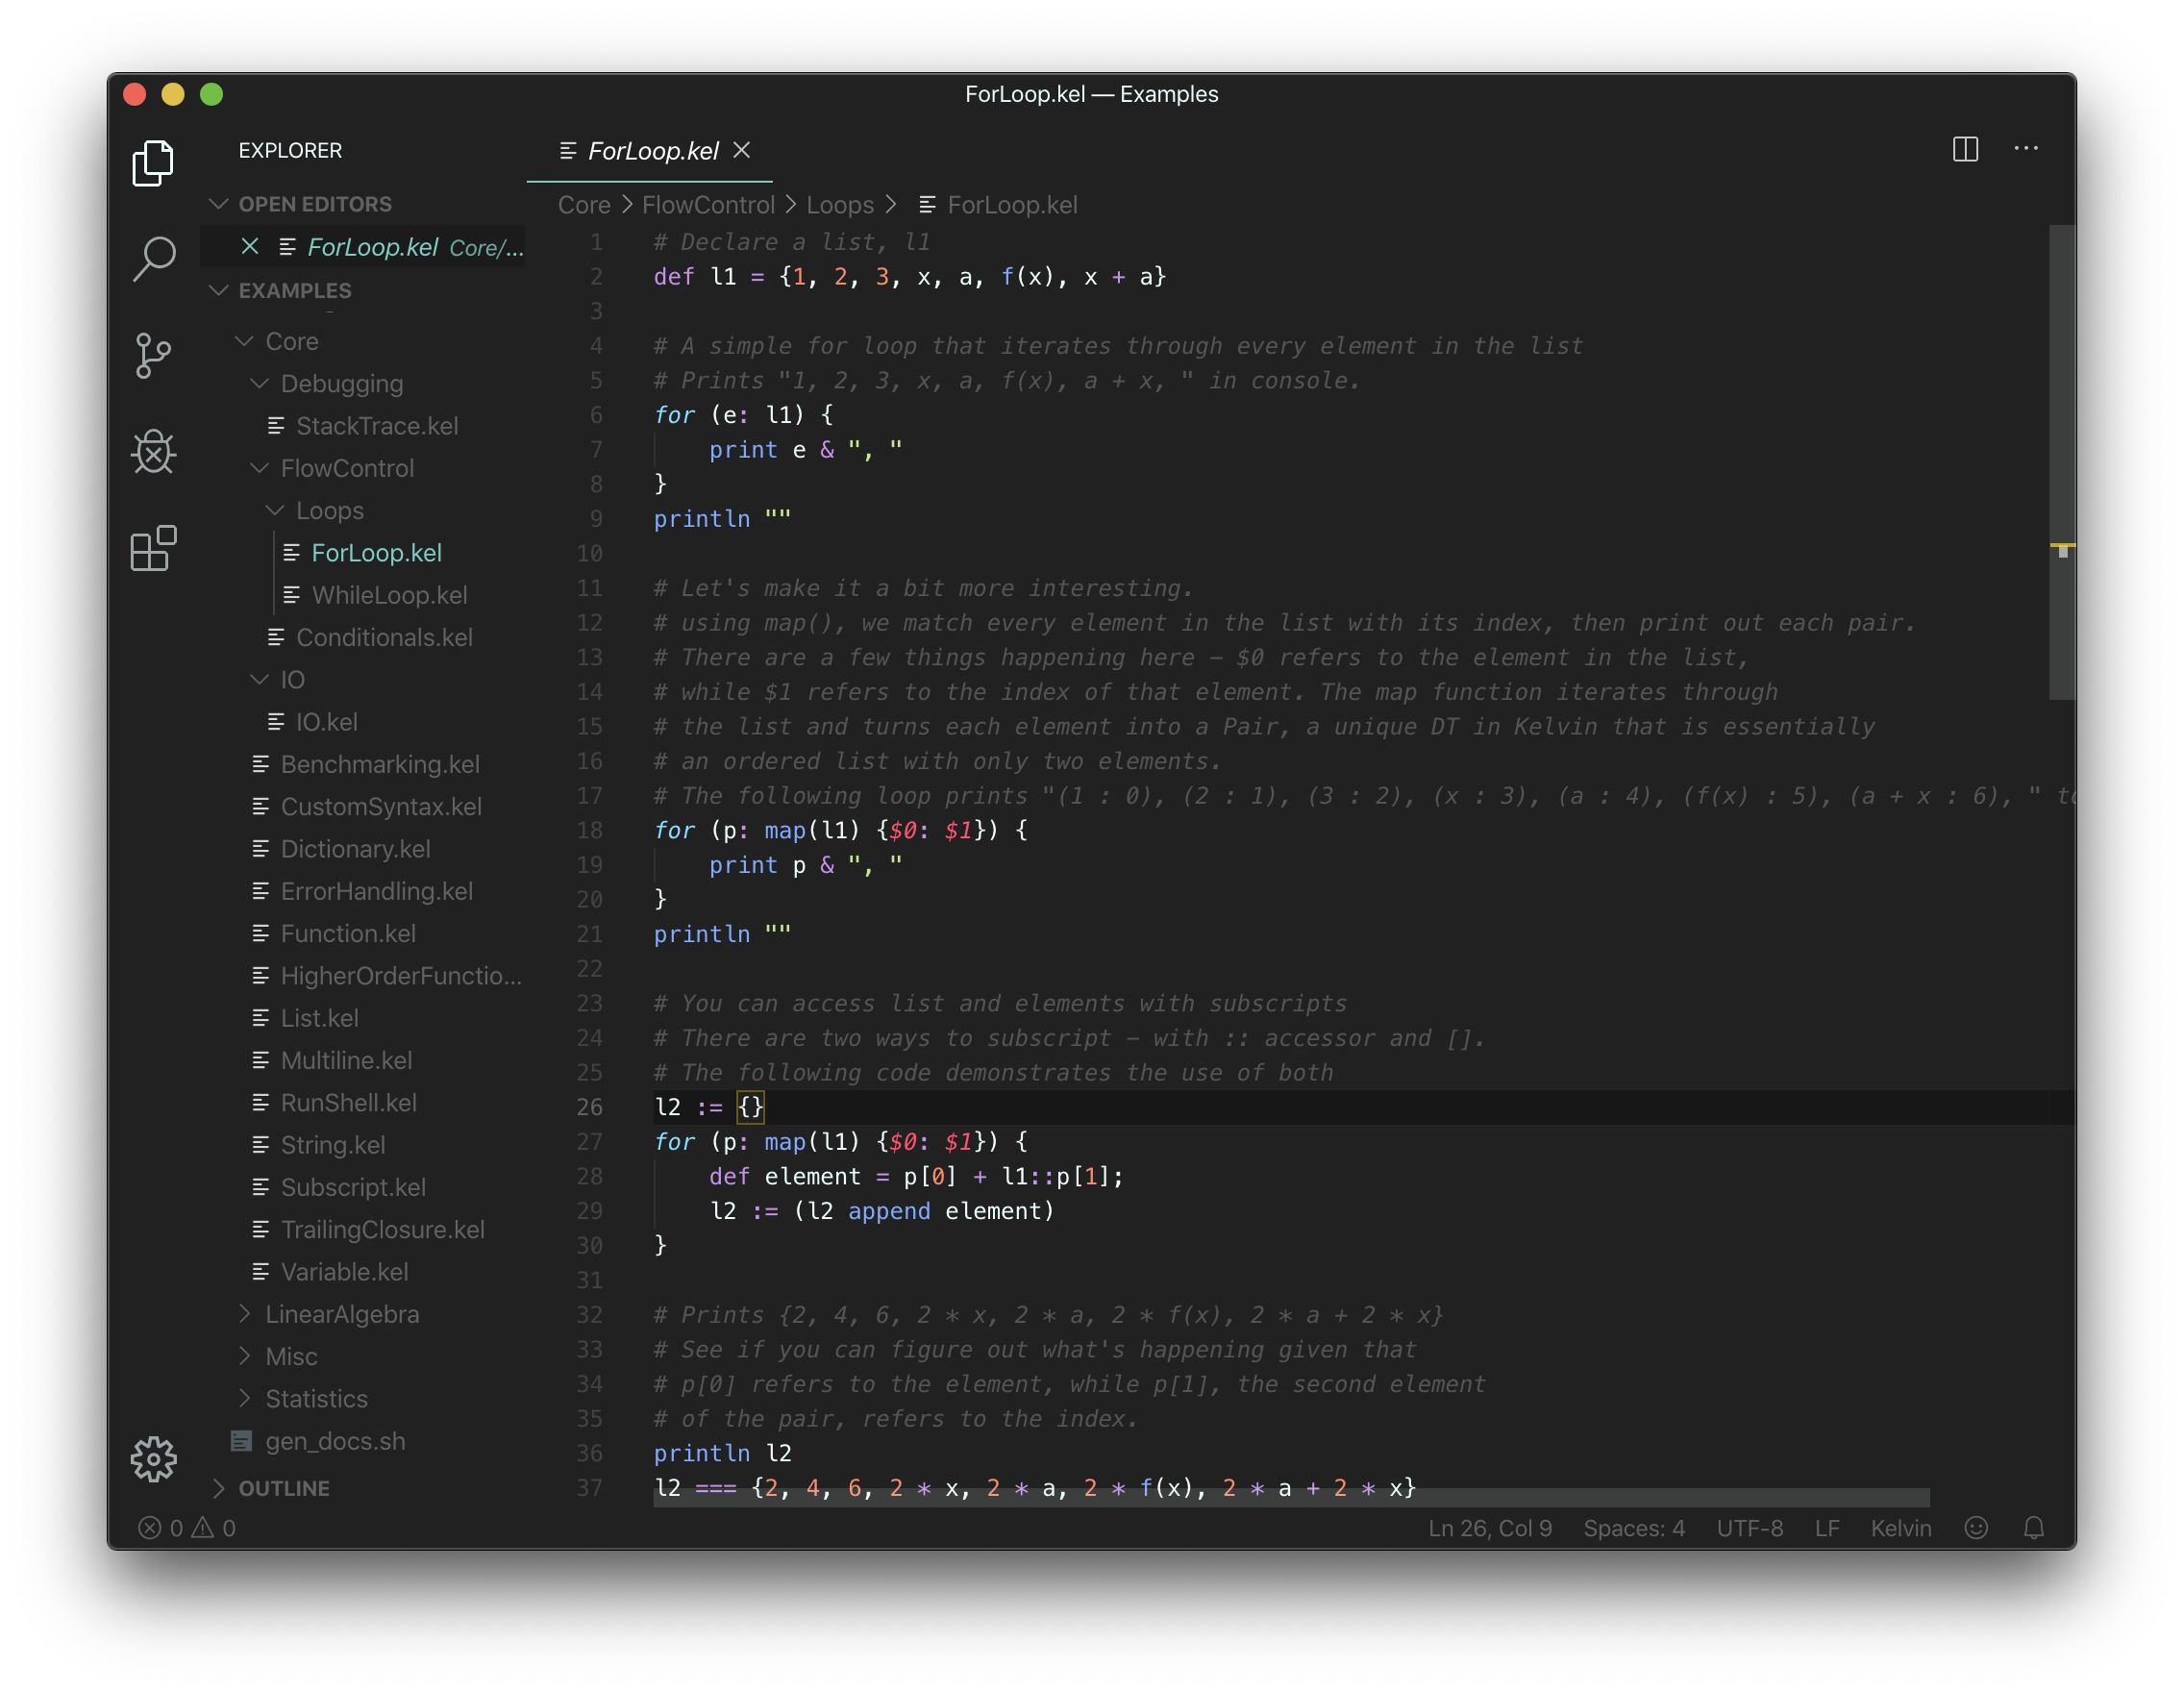 ForLoop.kel — Examples
EXPLORER
OPEN EDITORS
ForLoop.kel Core/...
EXAMPLES
Core
Debugging
StackTrace.kel
FlowControl
Loops
ForLoop.kel
WhileLoop.kel
Conditionals.kel
IO
IO.kel
Benchmarking.kel
CustomSyntax.kel
Dictionary.kel
ErrorHandling.kel
Function.kel
HigherOrderFunctio...
List.kel
Multiline.kel
RunShell.kel
String.kel
Subscript.kel
TrailingClosure.kel
Variable.kel
LinearAlgebra
Misc
Statistics
gen_docs.sh
OUTLINE
ForLoop.kel
Core > FlowControl > Loops > ForLoop.kel
1 # Declare a list, l1
2 def l1 = {1, 2, 3, x, a, f(x), x + a}
3
4 # A simple for loop that iterates through every element in the list
5 # Prints "1, 2, 3, x, a, f(x), a + x, " in console.
6 for (e: l1) {
7     print e & ", "
8 }
9 println ""
10
11 # Let's make it a bit more interesting.
12 # using map(), we match every element in the list with its index, then print out each pair.
13 # There are a few things happening here – $0 refers to the element in the list,
14 # while $1 refers to the index of that element. The map function iterates through
15 # the list and turns each element into a Pair, a unique DT in Kelvin that is essentially
16 # an ordered list with only two elements.
17 # The following loop prints "(1 : 0), (2 : 1), (3 : 2), (x : 3), (a : 4), (f(x) : 5), (a + x : 6), "
18 for (p: map(l1) {$0: $1}) {
19     print p & ", "
20 }
21 println ""
22
23 # You can access list and elements with subscripts
24 # There are two ways to subscript – with :: accessor and [].
25 # The following code demonstrates the use of both
26 l2 := {}
27 for (p: map(l1) {$0: $1}) {
28     def element = p[0] + l1::p[1];
29     l2 := (l2 append element)
30 }
31
32 # Prints {2, 4, 6, 2 * x, 2 * a, 2 * f(x), 2 * a + 2 * x}
33 # See if you can figure out what's happening given that
34 # p[0] refers to the element, while p[1], the second element
35 # of the pair, refers to the index.
36 println l2
37 l2 === {2, 4, 6, 2 * x, 2 * a, 2 * f(x), 2 * a + 2 * x}
0 0
Ln 26, Col 9 Spaces: 4 UTF-8 LF Kelvin